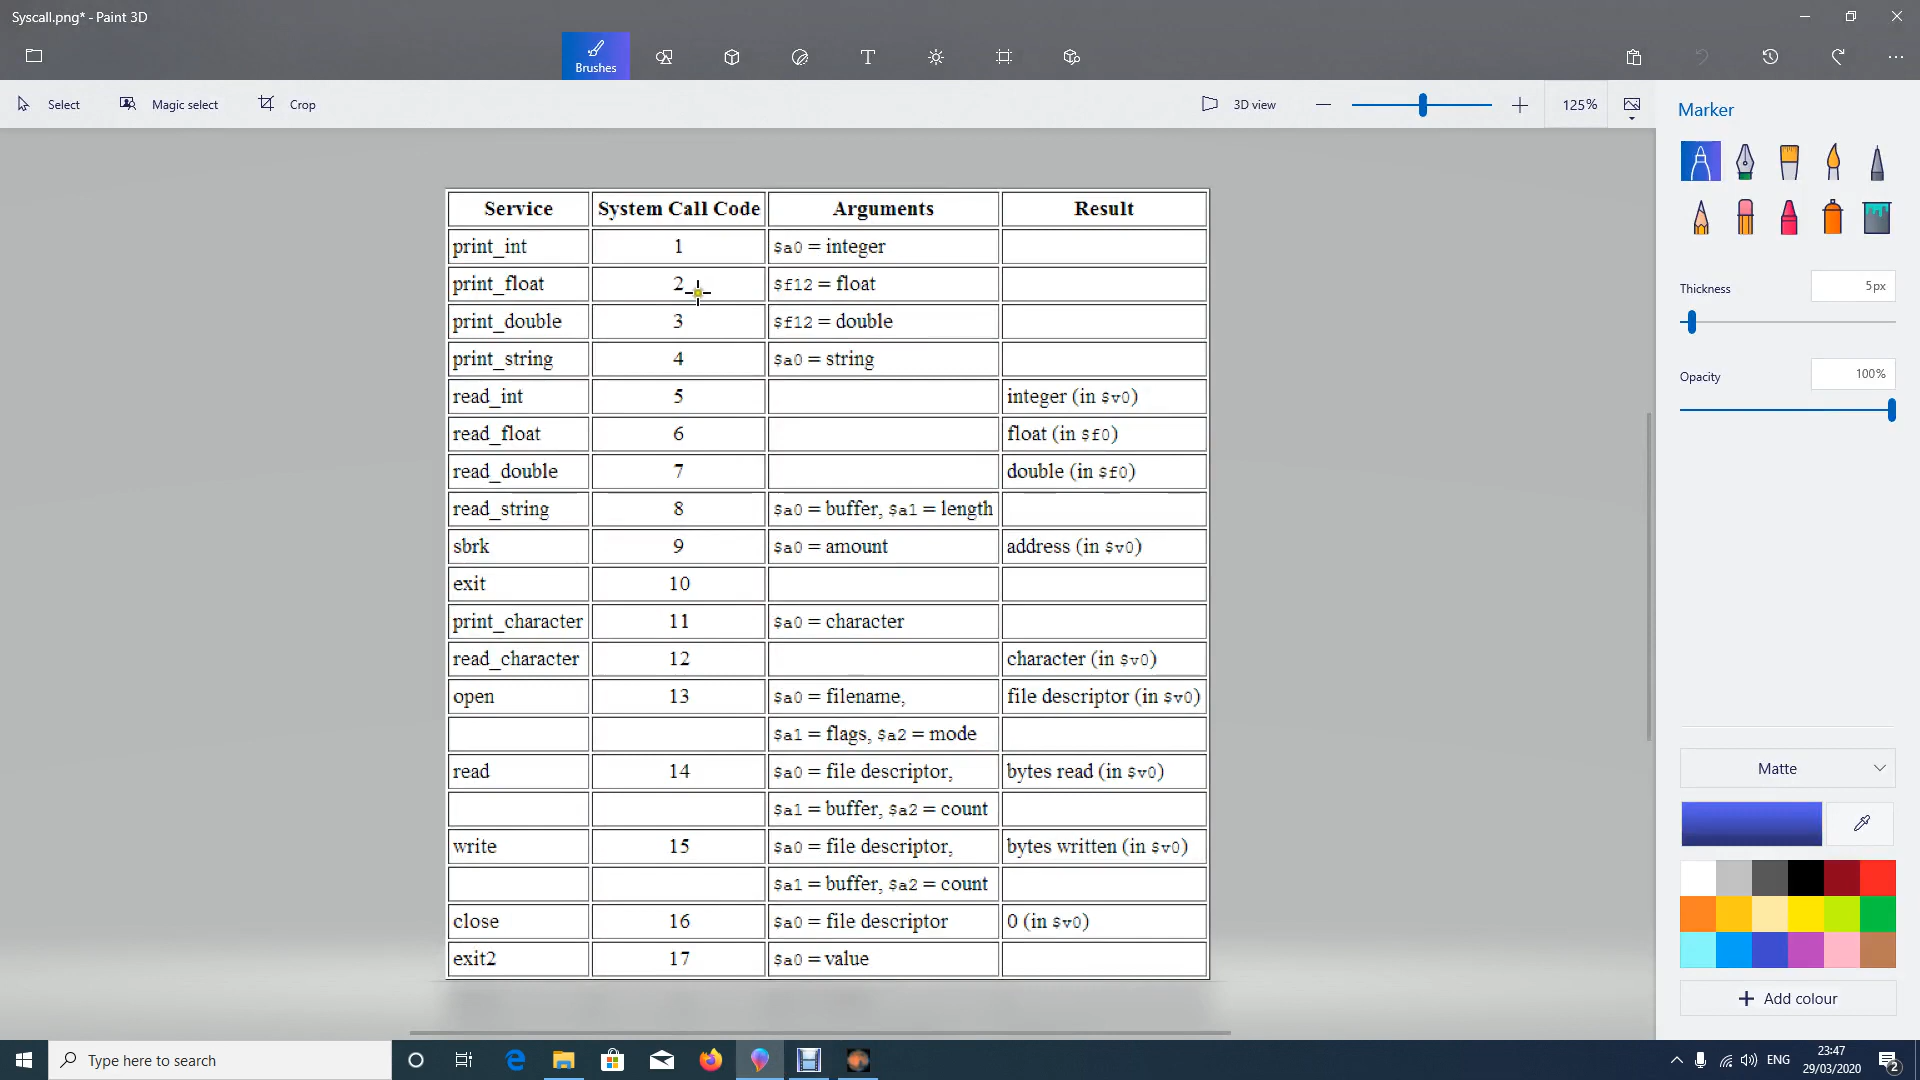 Syscall.png* - Paint 3D
Brushes
Select Magic select Crop 3D view 125%
Marker
Thickness 5px
Opacity 100%
Matte
Add colour
Service System Call Code Arguments Result
print_int 1 $a0 = integer
print_float 2 $f12 = float
print_double 3 $f12 = double
print_string 4 $a0 = string
read_int 5 integer (in $v0)
read_float 6 float (in $f0)
read_double 7 double (in $f0)
read_string 8 $a0 = buffer, $a1 = length
sbrk 9 $a0 = amount address (in $v0)
exit 10
print_character 11 $a0 = character
read_character 12 character (in $v0)
open 13 $a0 = filename, file descriptor (in $v0)
$a1 = flags, $a2 = mode
read 14 $a0 = file descriptor, bytes read (in $v0)
$a1 = buffer, $a2 = count
write 15 $a0 = file descriptor, bytes written (in $v0)
$a1 = buffer, $a2 = count
close 16 $a0 = file descriptor 0 (in $v0)
exit2 17 $a0 = value
Type here to search
ENG
23:47
29/03/2020
2